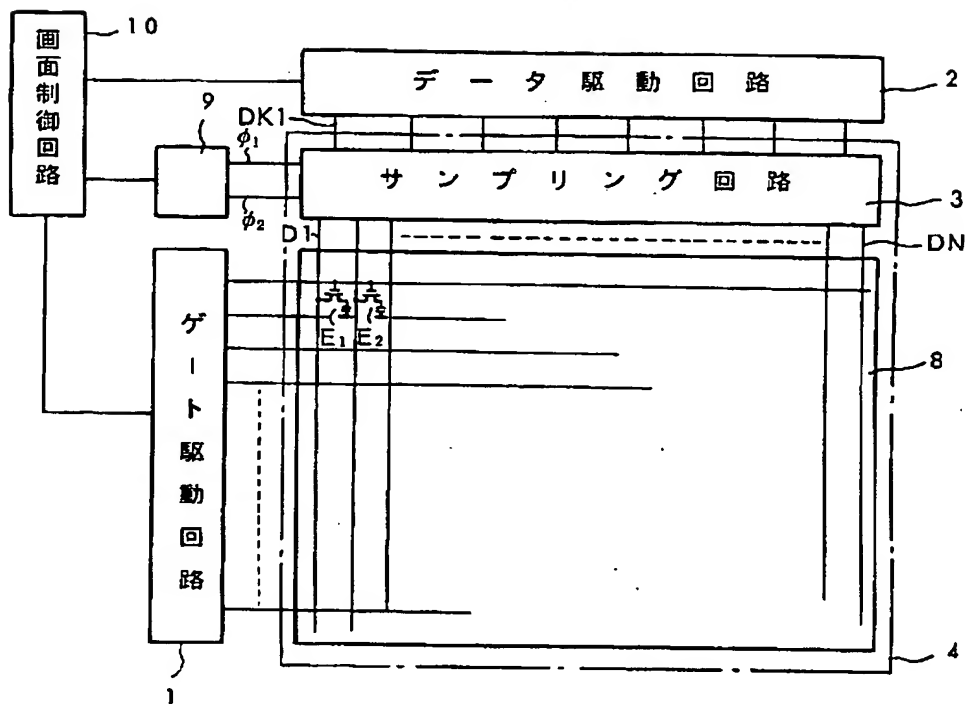 10
画面制御回路
データ駆動回路
2
DK1
9
φ1
φ2
サンプリング回路
3
D1
DN
E1
E2
ゲート駆動回路
8
4
1